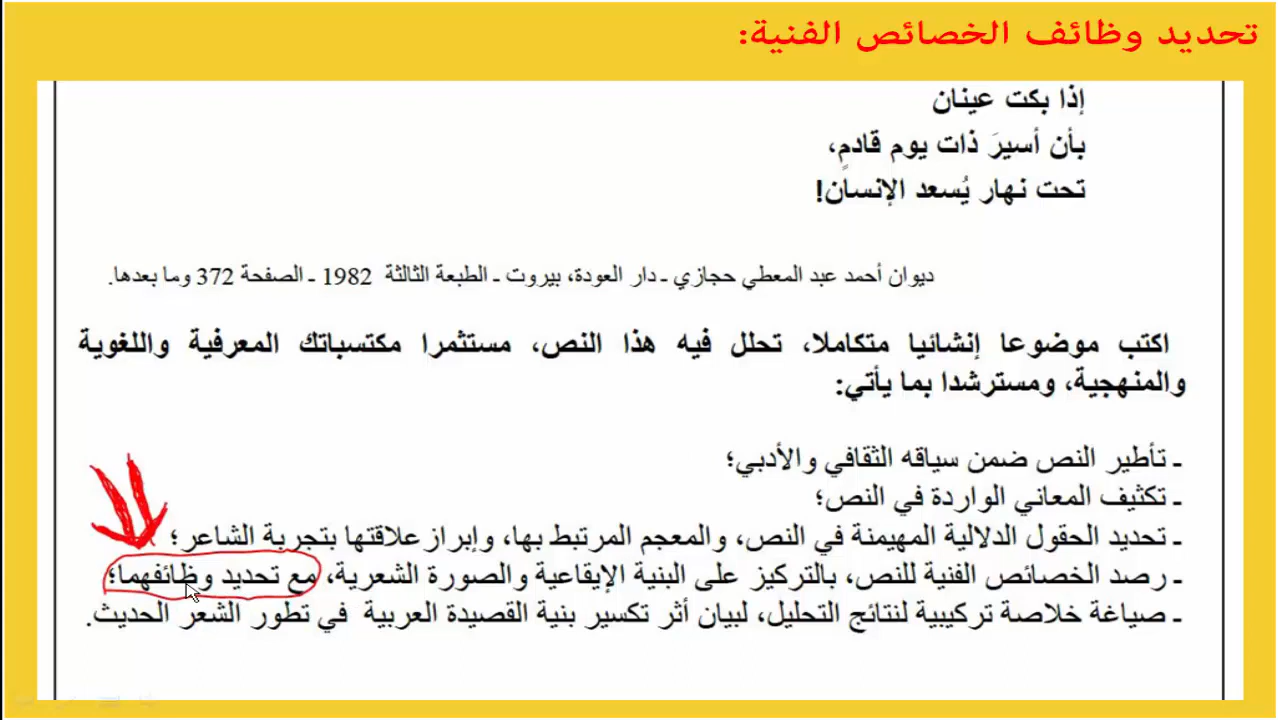 تحديد وظائف الخصائص الفنية:
إذا بكت عينان
بأن أسيرَ ذات يوم قادمٍ،
تحت نهار يُسعد الإنسان!
ديوان أحمد عبد المعطي حجازي ـ دار العودة، بيروت ـ الطبعة الثالثة 1982 ـ الصفحة 372 وما بعدها.
اكتب موضوعا إنشائيا متكاملا، تحلل فيه هذا النص، مستثمرا مكتسباتك المعرفية واللغوية
والمنهجية، ومسترشدا بما يأتي:
ـ تأطير النص ضمن سياقه الثقافي والأدبي؛
ـ تكثيف المعاني الواردة في النص؛
ـ تحديد الحقول الدلالية المهيمنة في النص، والمعجم المرتبط بها، وإبراز علاقتها بتجربة الشاعر؛
ـ رصد الخصائص الفنية للنص، بالتركيز على البنية الإيقاعية والصورة الشعرية، مع تحديد وظائفهما؛
ـ صياغة خلاصة تركيبية لنتائج التحليل، لبيان أثر تكسير بنية القصيدة العربية في تطور الشعر الحديث.